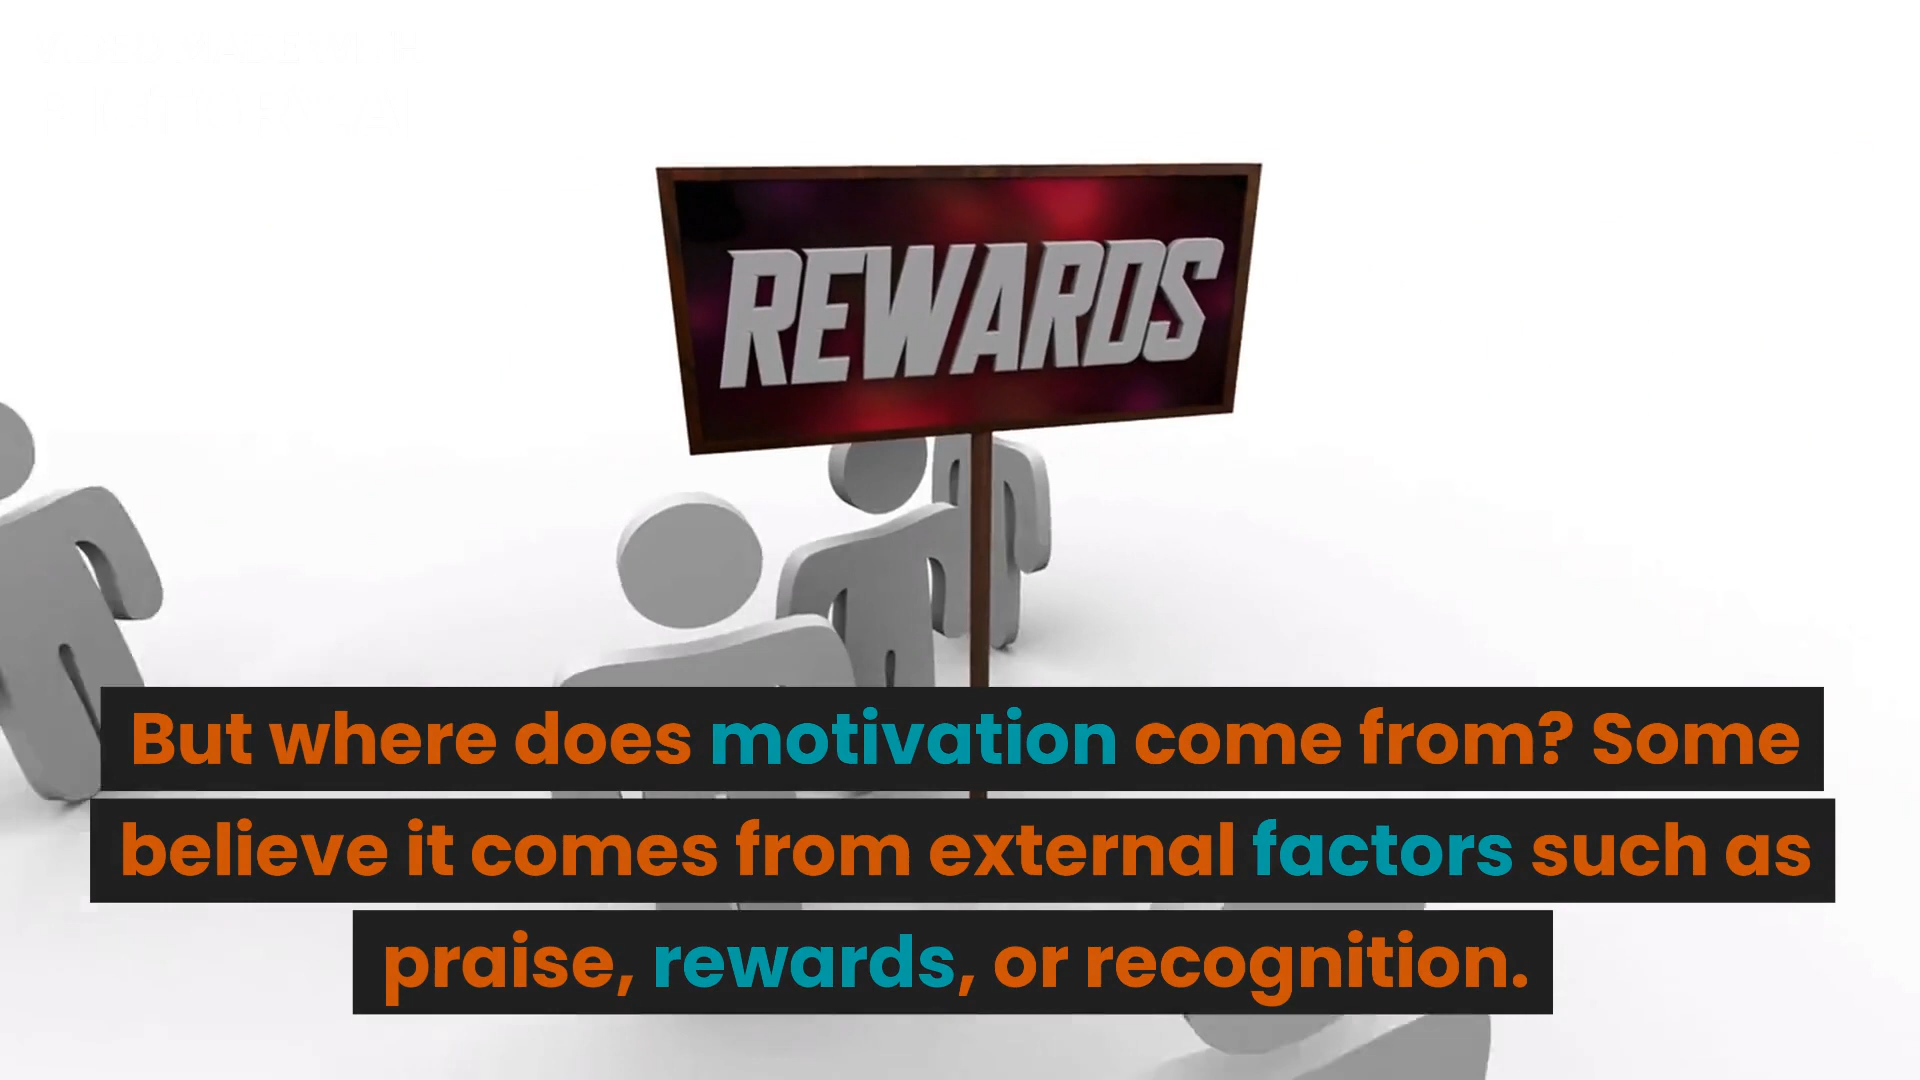 REWARDS
But where does motivation come from? Some
believe it comes from external factors such as
praise, rewards, or recognition.